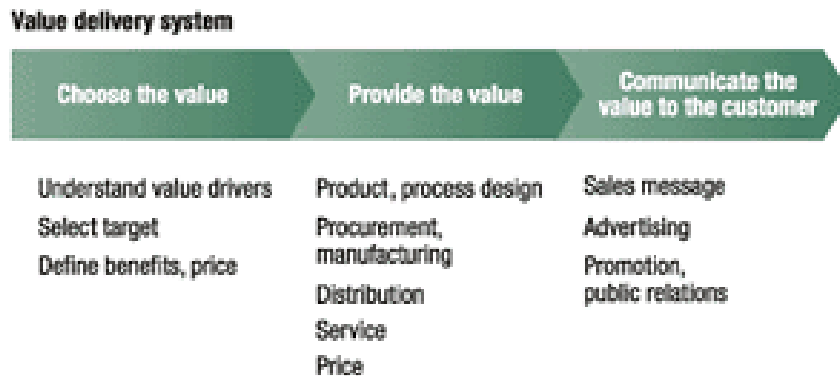 Value delivery system
Choose the value
Provide the value
Communicate the
value to the customer
Understand value drivers
Select target
Define benefits, price
Product, process design
Procurement,
manufacturing
Distribution
Service
Price
Sales message
Advertising
Promotion,
public relations